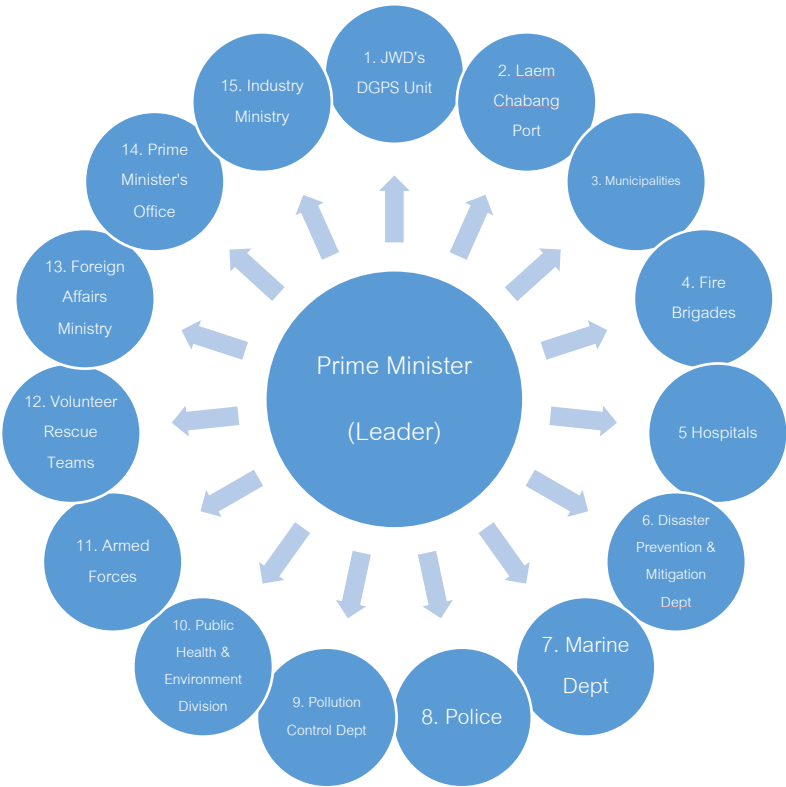 Prime Minister
(Leader)
1. JWD's
DGPS Unit
2. Laem
Chabang
Port
3. Municipalities
4. Fire
Brigades
5 Hospitals
6. Disaster
Prevention &
Mitigation
Dept
7. Marine
Dept
8. Police
9. Pollution
Control Dept
10. Public
Health &
Environment
Division
11. Armed
Forces
12. Volunteer
Rescue
Teams
13. Foreign
Affairs
Ministry
14. Prime
Minister's
Office
15. Industry
Ministry